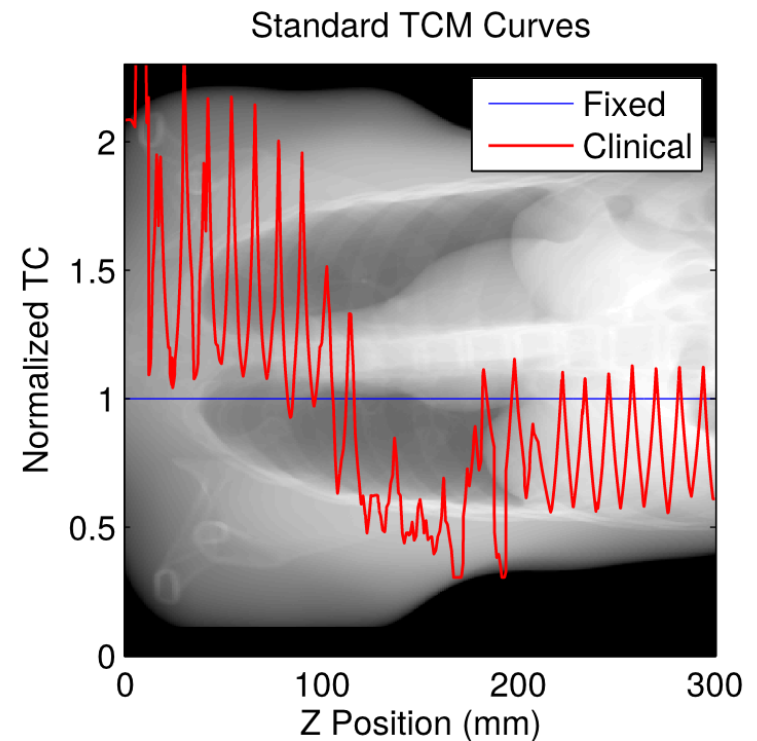 Standard TCM Curves
Fixed
Clinical
Normalized TC
2
1.5
1
0.5
0
0
100
200
300
Z Position (mm)